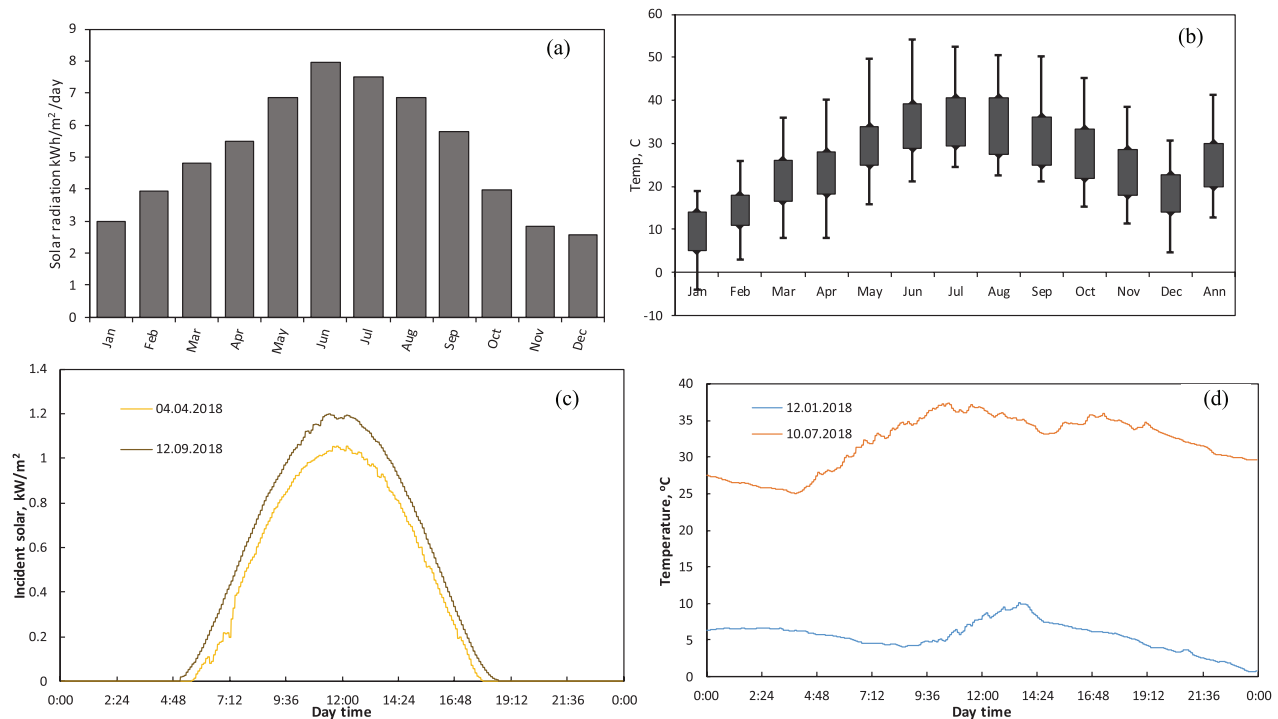 (a)
Solar radiation kWh/m² /day
9
8
7
6
5
4
3
2
1
0
Jan Feb Mar Apr May Jun Jul Aug Sep Oct Nov Dec
(b)
Temp, C
60
50
40
30
20
10
0
-10
Jan Feb Mar Apr May Jun Jul Aug Sep Oct Nov Dec Ann
(c)
04.04.2018
12.09.2018
Incident solar, kW/m²
1.4
1.2
1
0.8
0.6
0.4
0.2
0
0:00 2:24 4:48 7:12 9:36 12:00 14:24 16:48 19:12 21:36 0:00
Day time
(d)
12.01.2018
10.07.2018
Temperature, ºC
40
35
30
25
20
15
10
5
0
0:00 2:24 4:48 7:12 9:36 12:00 14:24 16:48 19:12 21:36 0:00
Day time